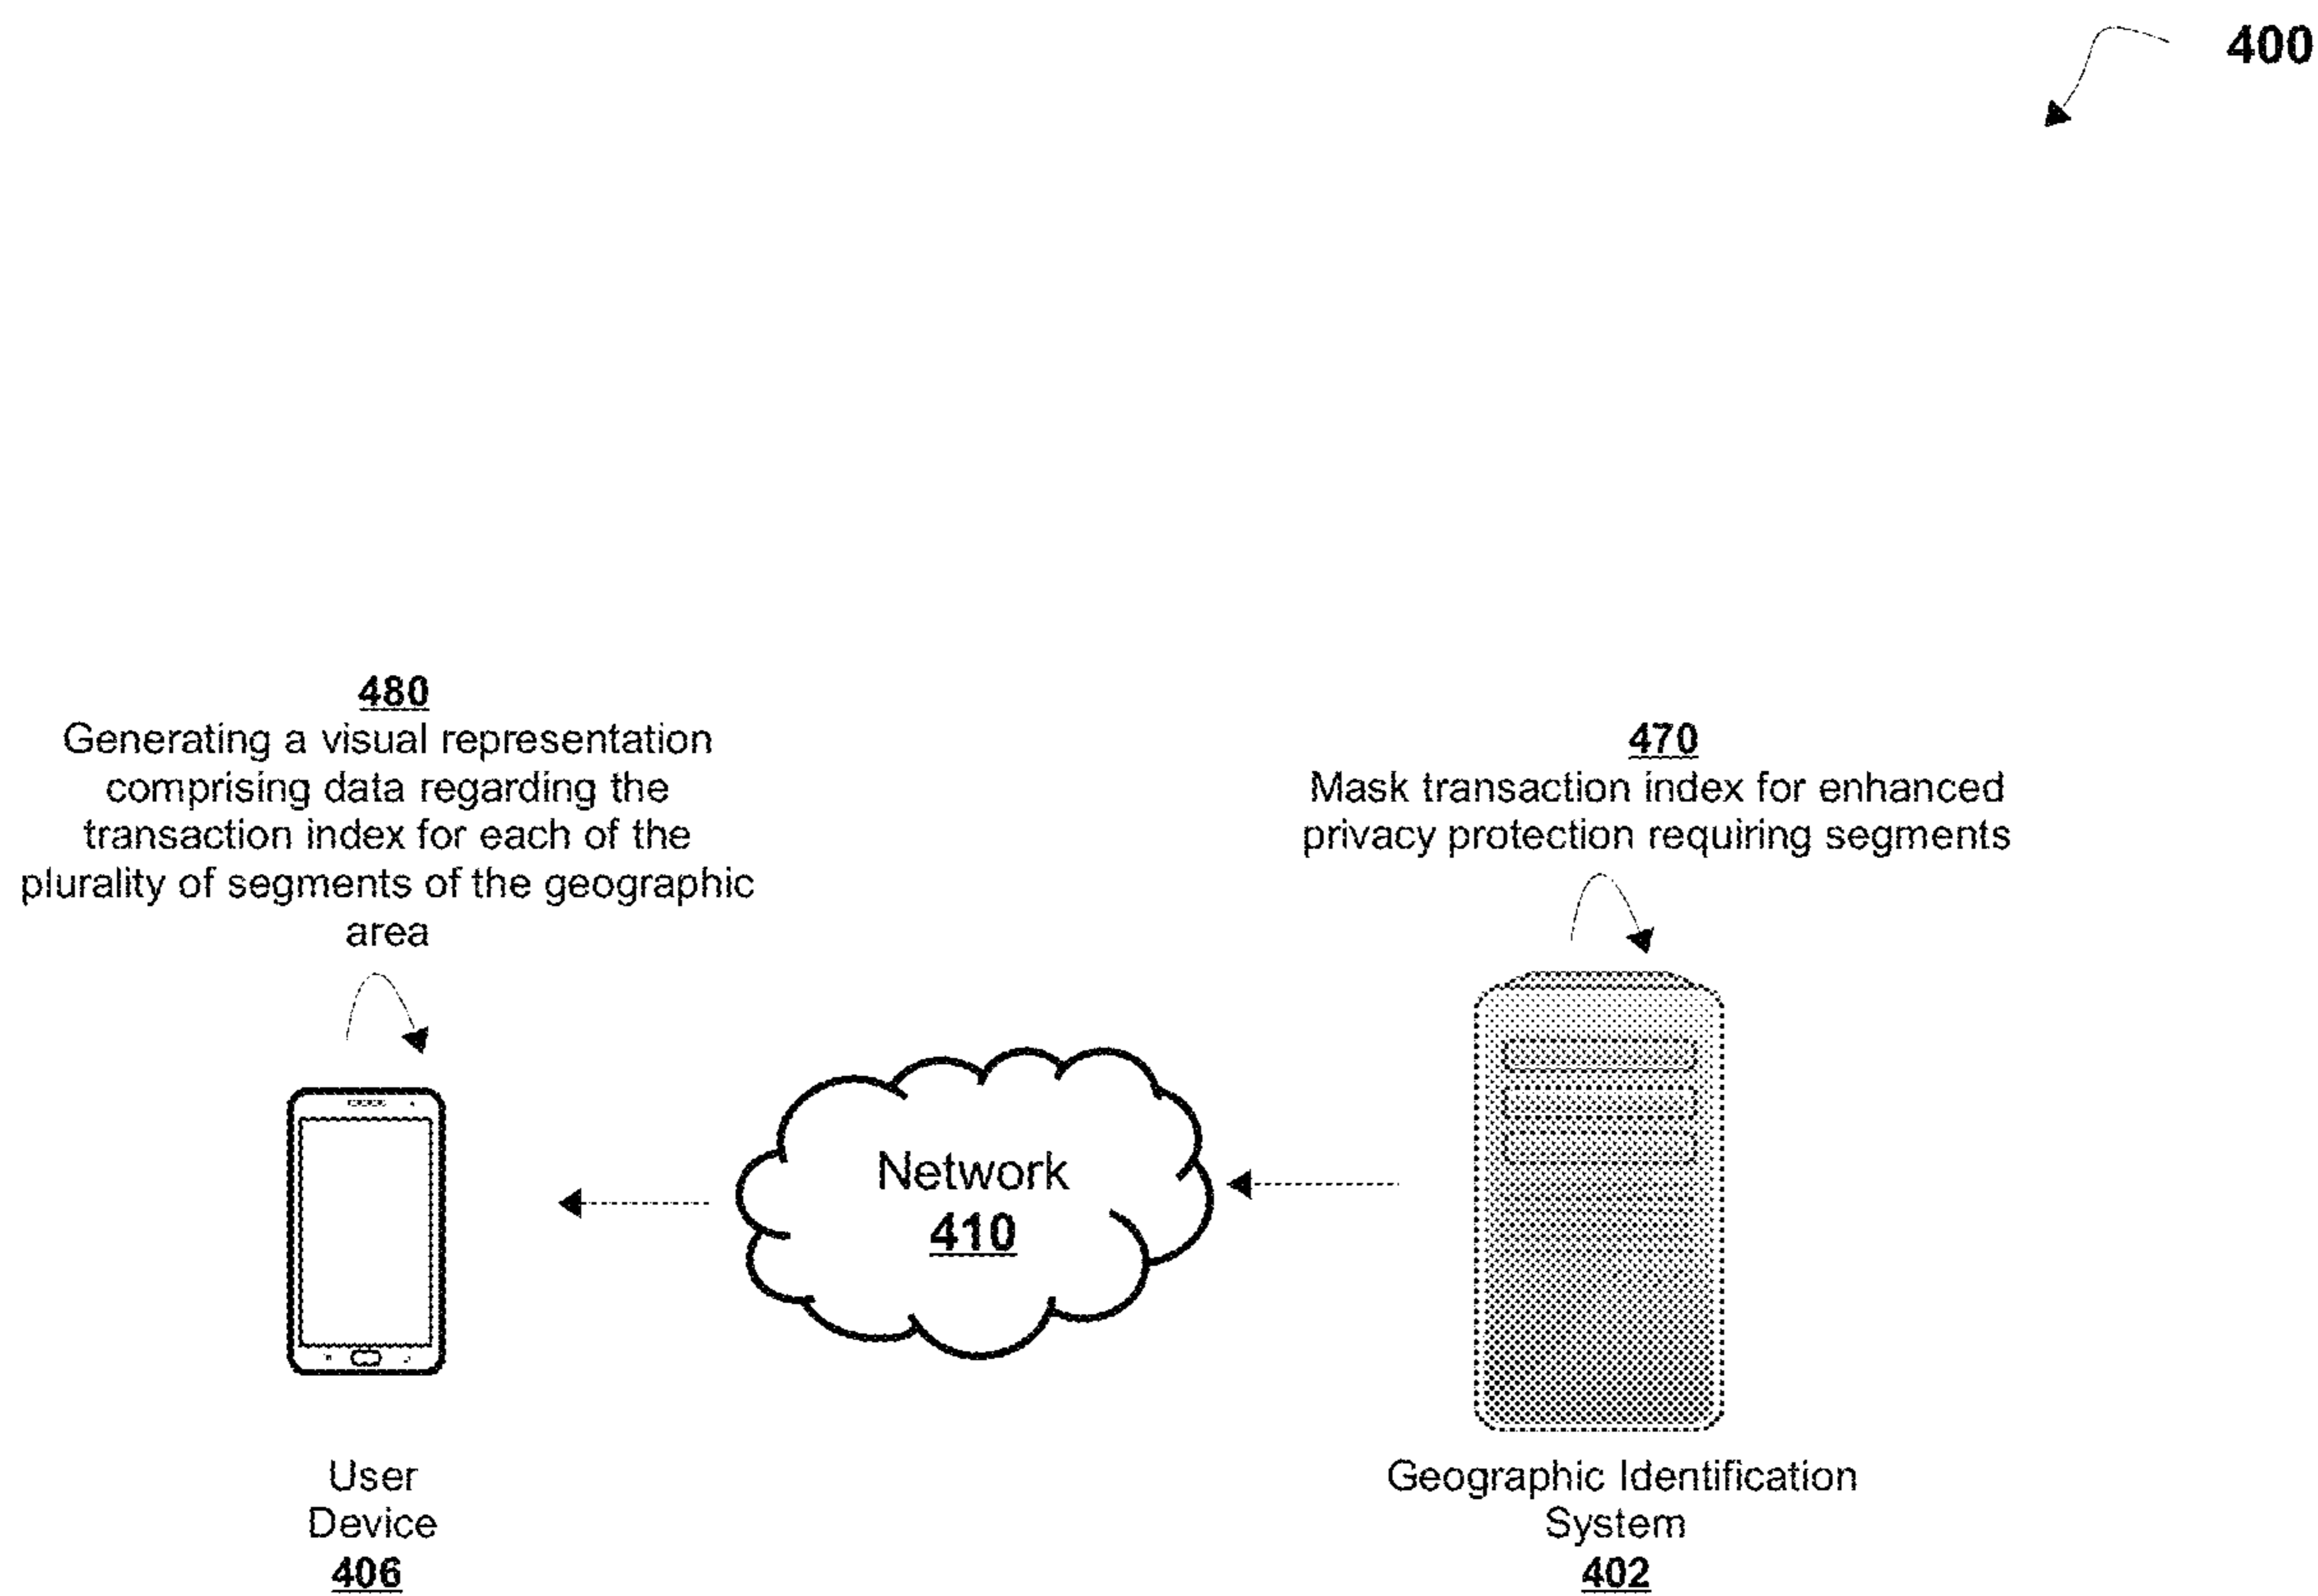 400
480
Generating a visual representation
comprising data regarding the
transaction index for each of the
plurality of segments of the geographic
area
470
Mask transaction index for enhanced
privacy protection requiring segments
Network
410
User
Device
406
Geographic Identification
System
402